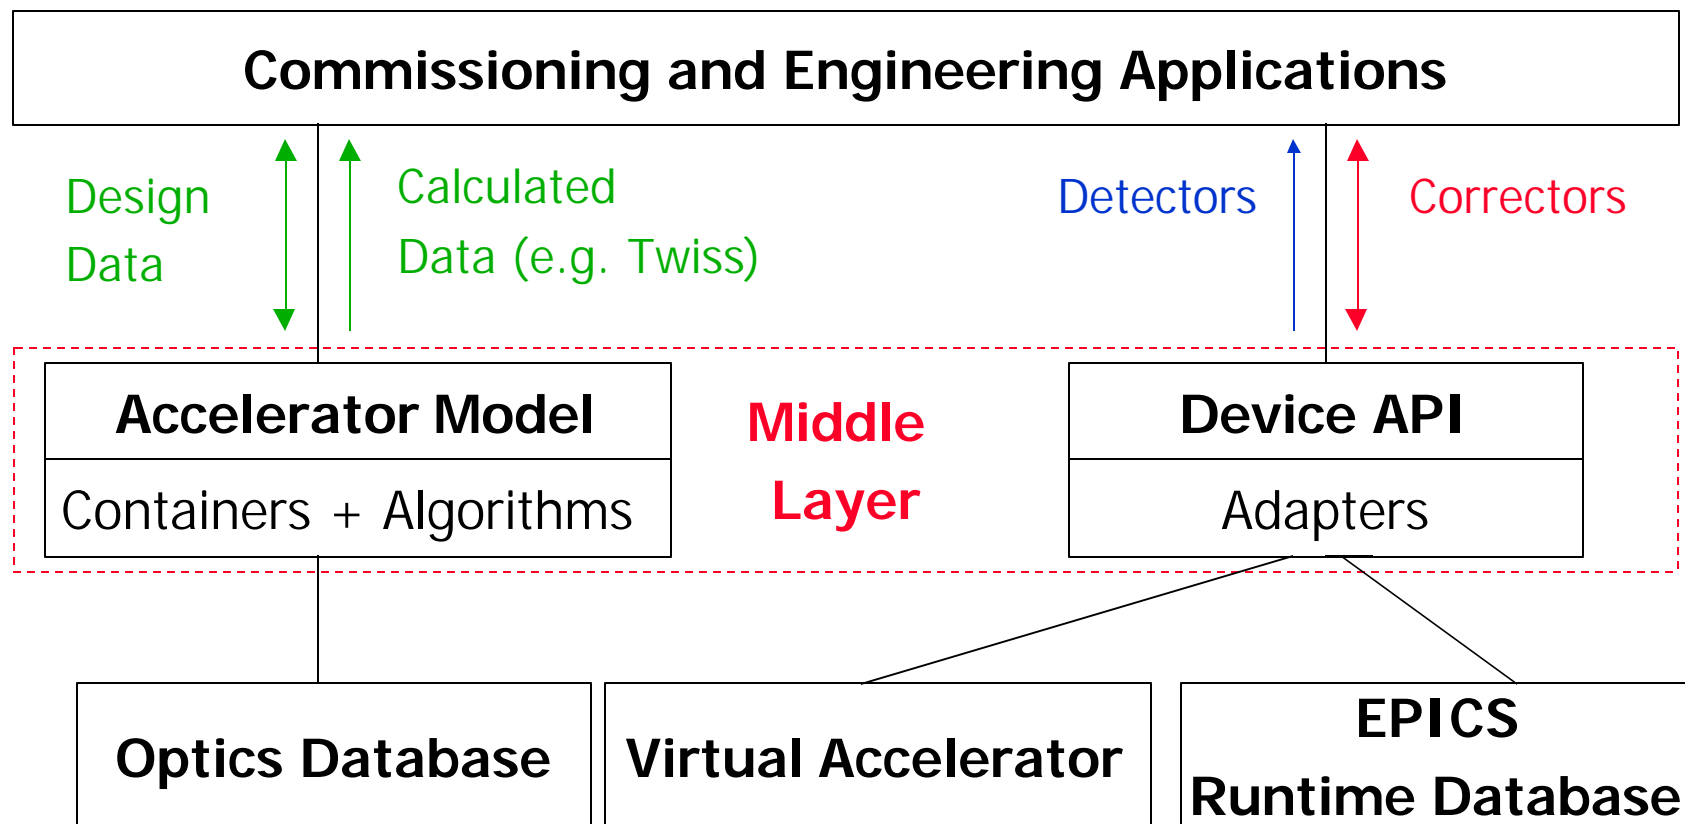 Commissioning and Engineering Applications
Design
Data
Calculated
Data (e.g. Twiss)
Detectors
Correctors
Accelerator Model
Containers + Algorithms
Middle
Layer
Device API
Adapters
Optics Database
Virtual Accelerator
EPICS
Runtime Database